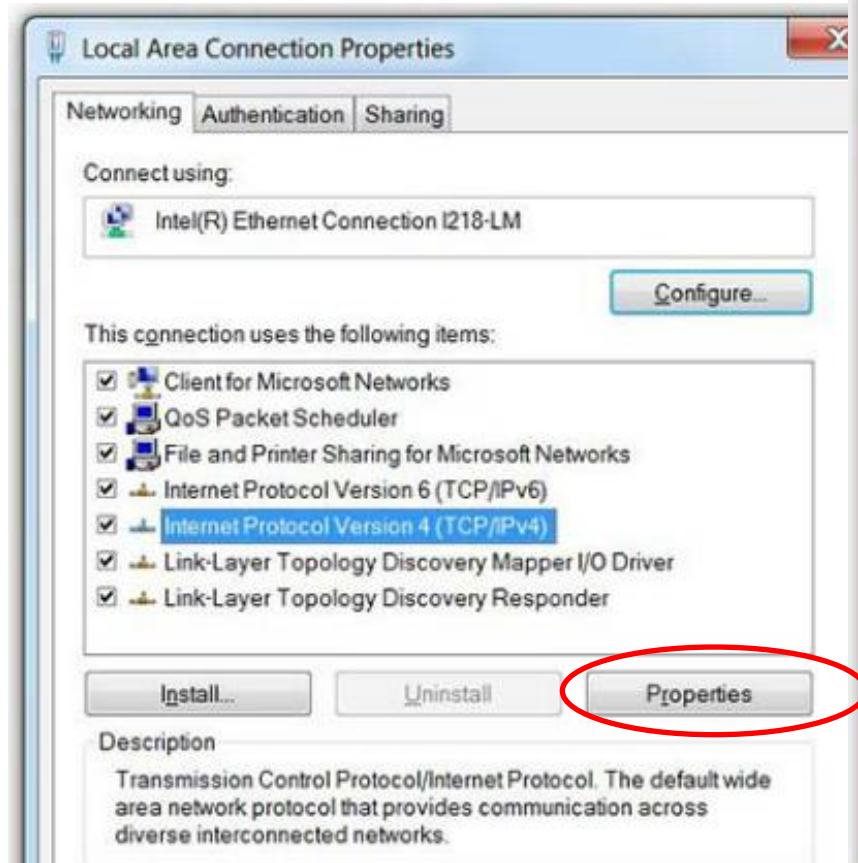 Local Area Connection Properties
Networking Authentication Sharing
Connect using:
Intel(R) Ethernet Connection I218-LM
Configure...
This connection uses the following items:
Client for Microsoft Networks
QoS Packet Scheduler
File and Printer Sharing for Microsoft Networks
Internet Protocol Version 6 (TCP/IPv6)
Internet Protocol Version 4 (TCP/IPv4)
Link-Layer Topology Discovery Mapper I/O Driver
Link-Layer Topology Discovery Responder
Install... Uninstall Properties
Description
Transmission Control Protocol/Internet Protocol. The default wide
area network protocol that provides communication across
diverse interconnected networks.